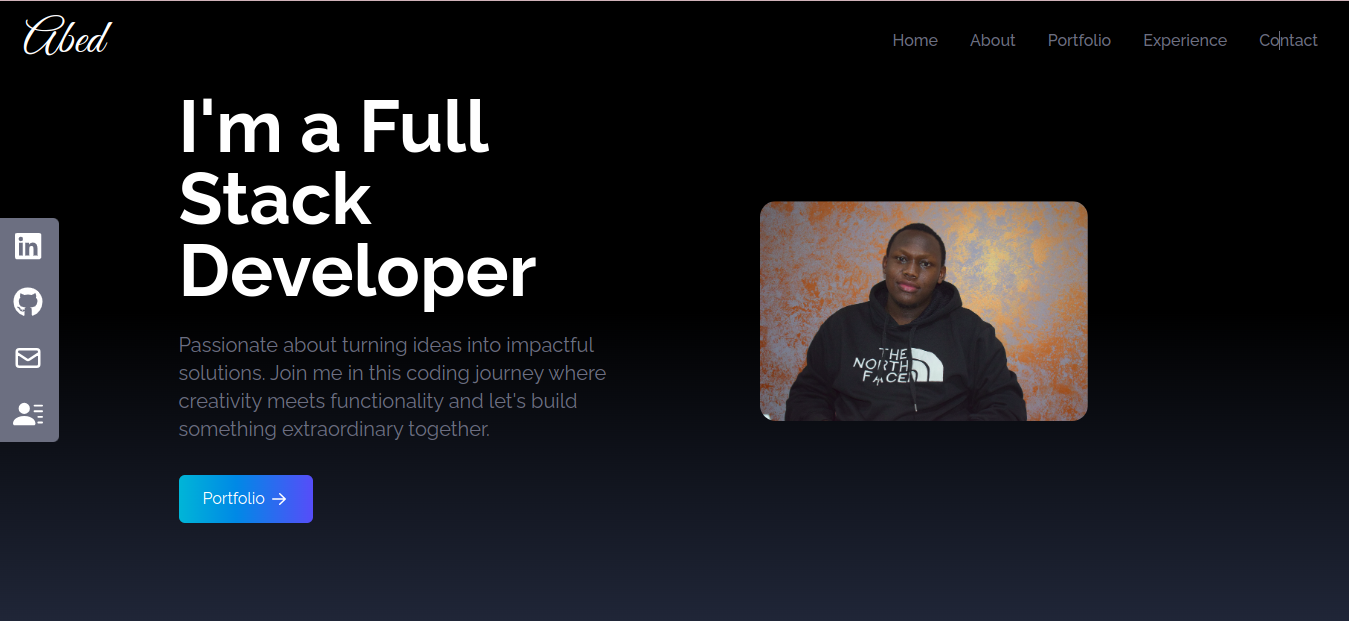 Abed
Home
About
Portfolio
Experience
Contact
I'm a Full
Stack
Developer
Passionate about turning ideas into impactful
solutions. Join me in this coding journey where
creativity meets functionality and let's build
something extraordinary together.
THE
NORTH
FACE
Portfolio →
in